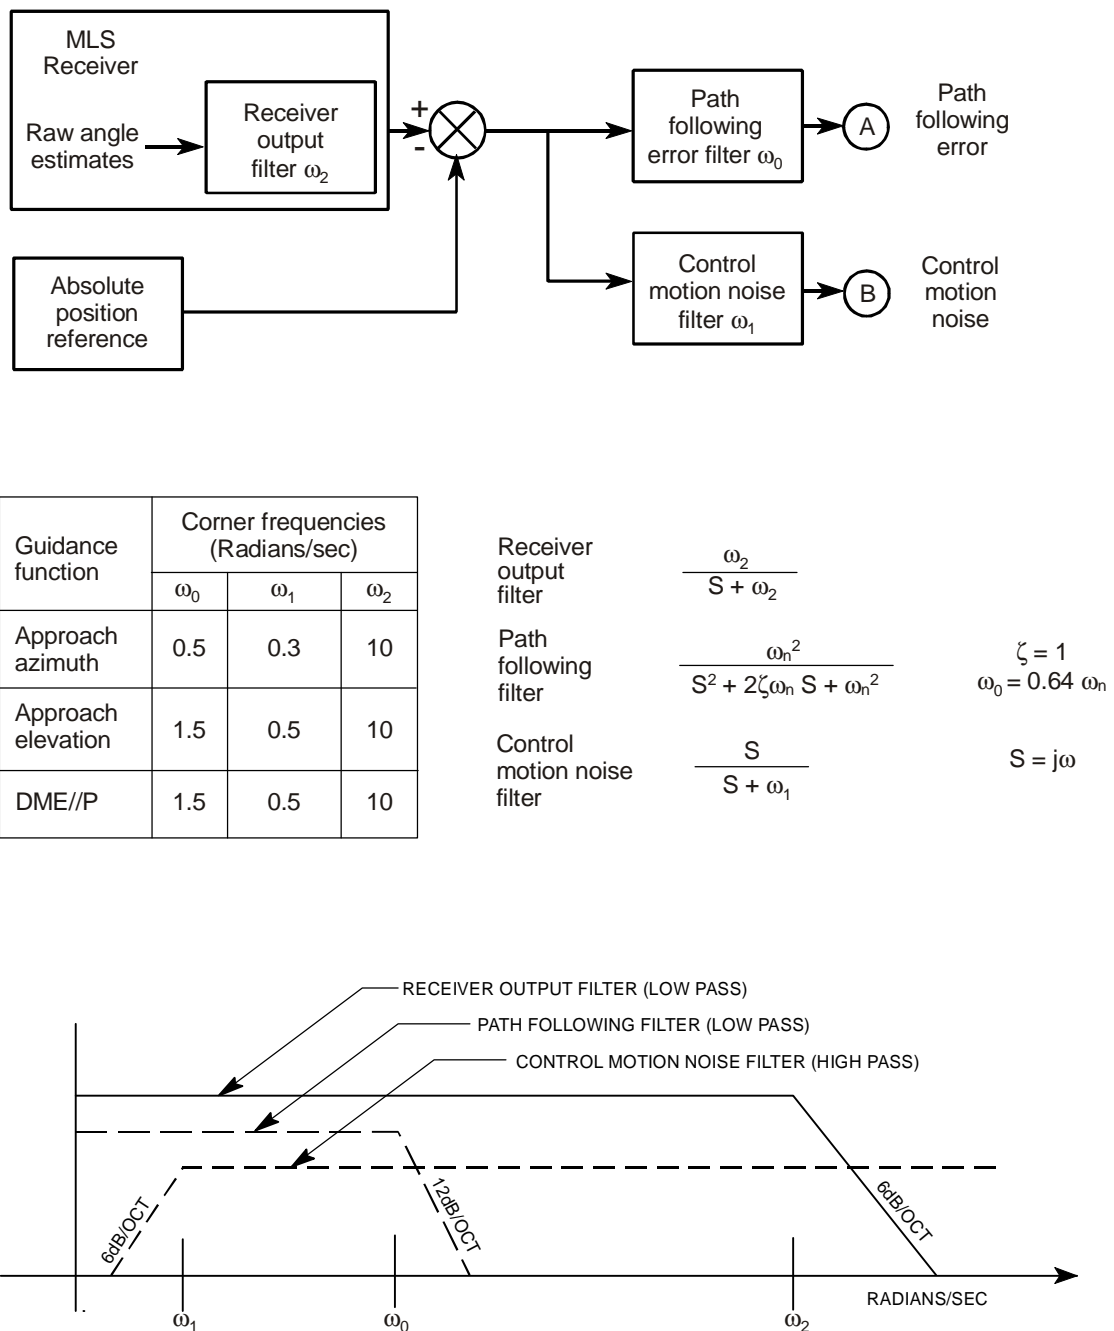 MLS
Receiver
Raw angle
estimates
Receiver
output
filter ω2
+
-
Absolute
position
reference
Path
following
error filter ω0
A
Path
following
error
Control
motion noise
filter ω1
B
Control
motion
noise
Guidance
function
Corner frequencies
(Radians/sec)
ω0 ω1 ω2
Approach
azimuth
0.5 0.3 10
Approach
elevation
1.5 0.5 10
DME//P 1.5 0.5 10
Receiver
output
filter
ω2
S + ω2
Path
following
filter
ωn²
S² + 2ζωn S + ωn²
ζ = 1
ω0 = 0.64 ωn
Control
motion noise
filter
S
S + ω1
S = jω
RECEIVER OUTPUT FILTER (LOW PASS)
PATH FOLLOWING FILTER (LOW PASS)
CONTROL MOTION NOISE FILTER (HIGH PASS)
6dB/OCT
12dB/OCT
6dB/OCT
RADIANS/SEC
ω1
ω0
ω2